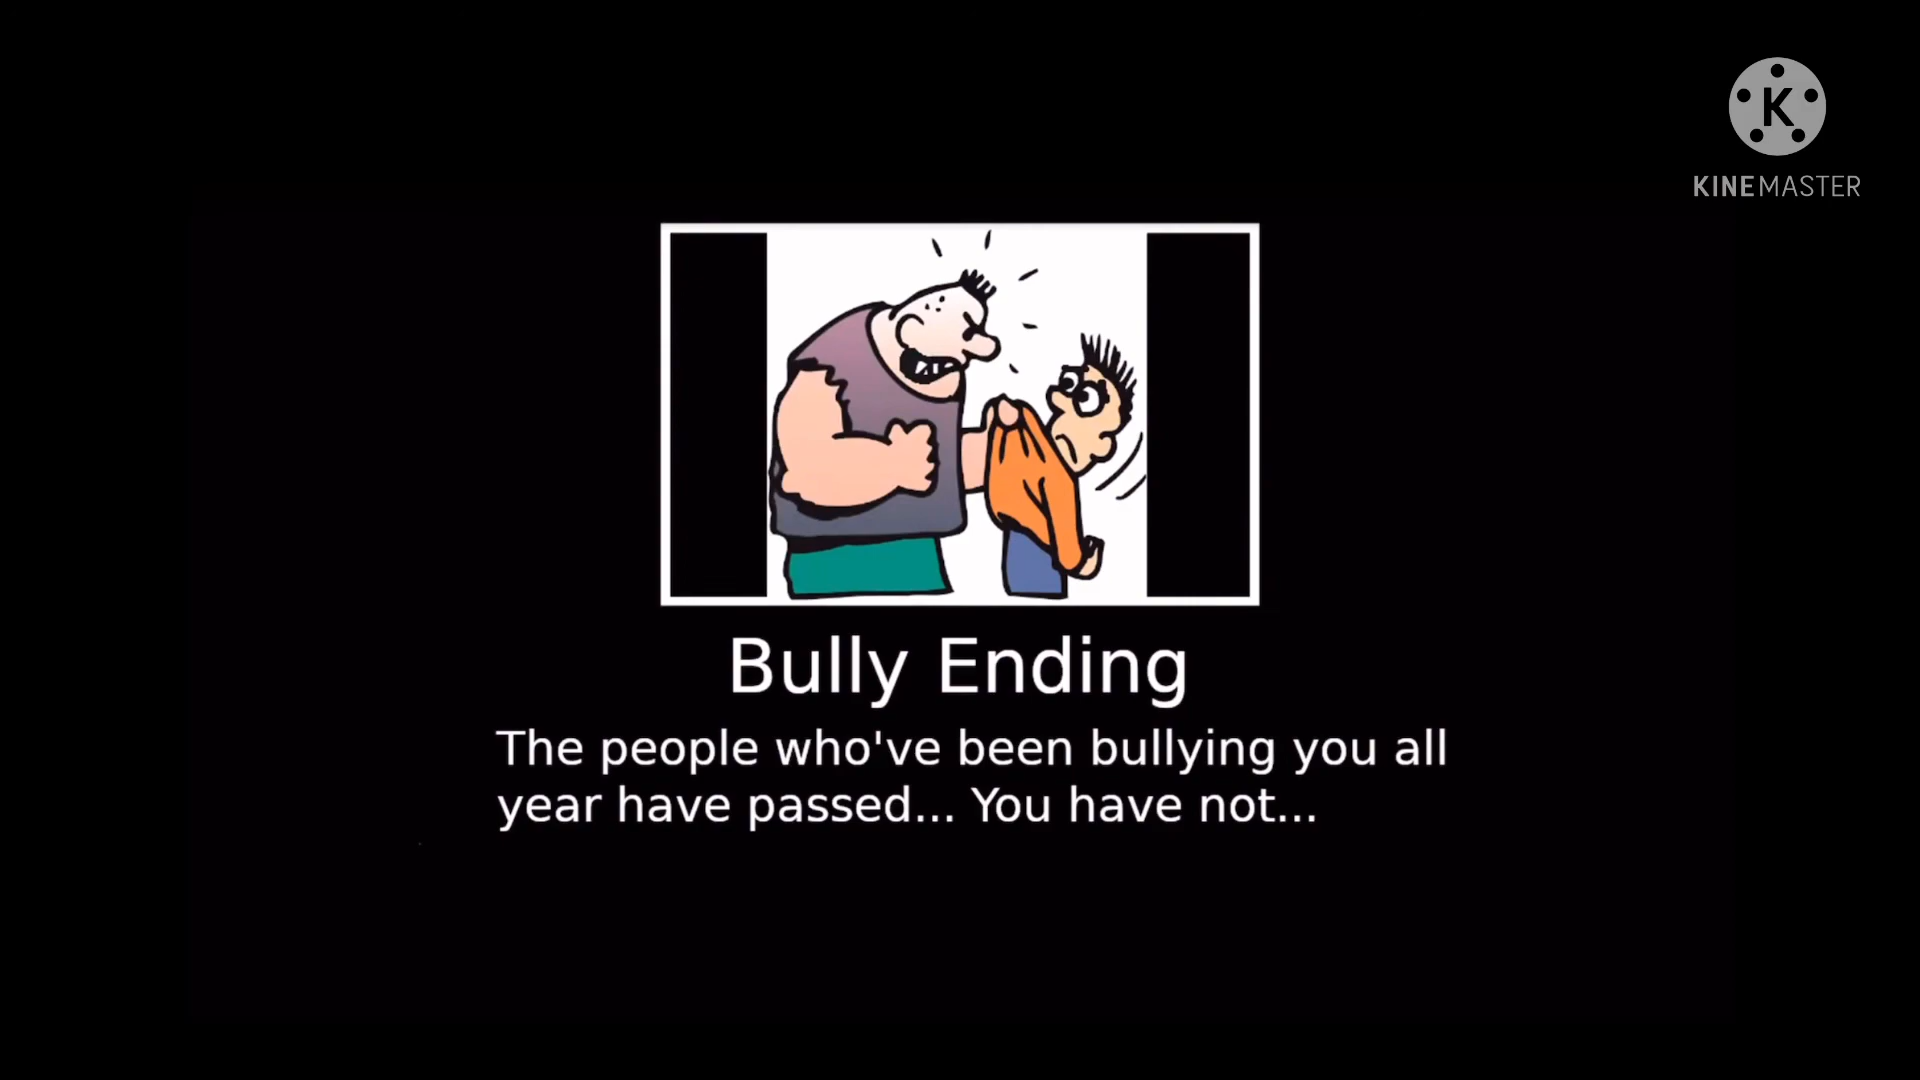 K
KINEMASTER
Bully Ending
The people who've been bullying you all
year have passed... You have not...